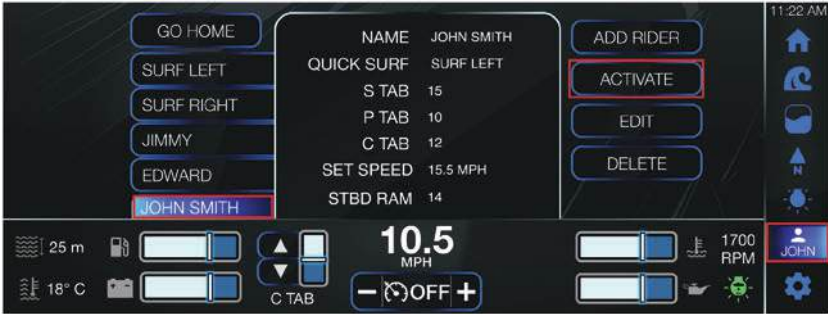 11:22 AM
GO HOME
SURF LEFT
SURF RIGHT
JIMMY
EDWARD
JOHN SMITH
NAME JOHN SMITH
QUICK SURF SURF LEFT
S TAB 15
P TAB 10
C TAB 12
SET SPEED 15.5 MPH
STBD RAM 14
ADD RIDER
ACTIVATE
EDIT
DELETE
N
JOHN
25 m
18° C
C TAB
10.5
MPH
OFF
1700
RPM